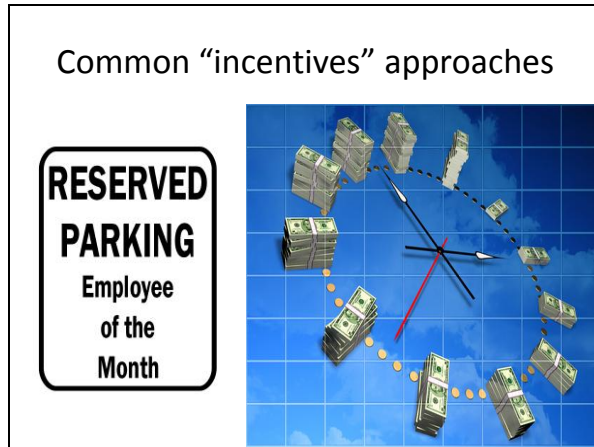 Common “incentives” approaches
RESERVED
PARKING
Employee
of the
Month